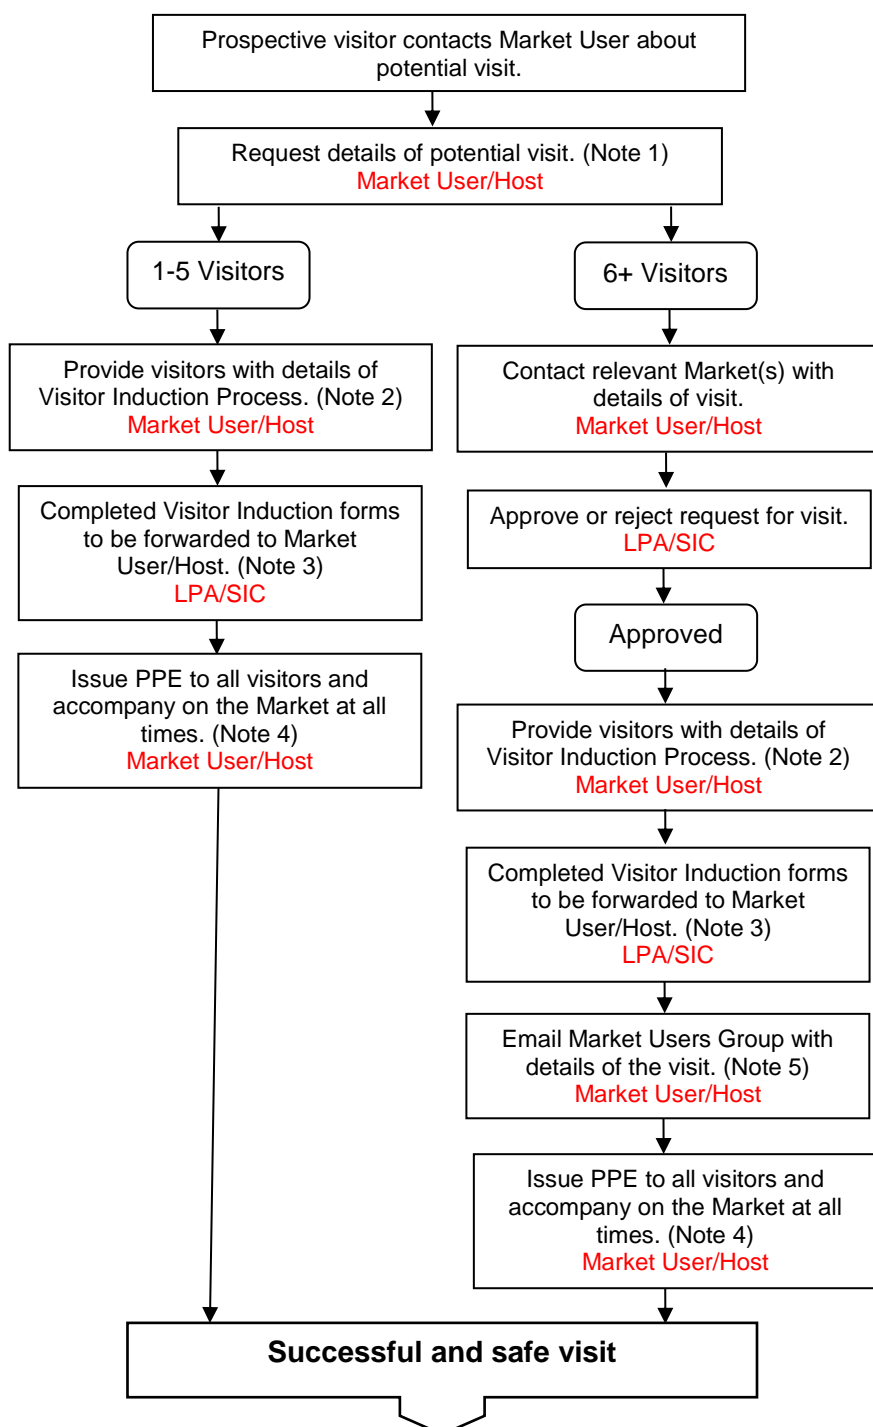 Prospective visitor contacts Market User about
potential visit.
Request details of potential visit. (Note 1)
Market User/Host
1-5 Visitors
Provide visitors with details of
Visitor Induction Process. (Note 2)
Market User/Host
Completed Visitor Induction forms
to be forwarded to Market
User/Host. (Note 3)
LPA/SIC
Issue PPE to all visitors and
accompany on the Market at all
times. (Note 4)
Market User/Host
6+ Visitors
Contact relevant Market(s) with
details of visit.
Market User/Host
Approve or reject request for visit.
LPA/SIC
Approved
Provide visitors with details of
Visitor Induction Process. (Note 2)
Market User/Host
Completed Visitor Induction forms
to be forwarded to Market
User/Host. (Note 3)
LPA/SIC
Email Market Users Group with
details of the visit. (Note 5)
Market User/Host
Issue PPE to all visitors and
accompany on the Market at all
times. (Note 4)
Market User/Host
Successful and safe visit